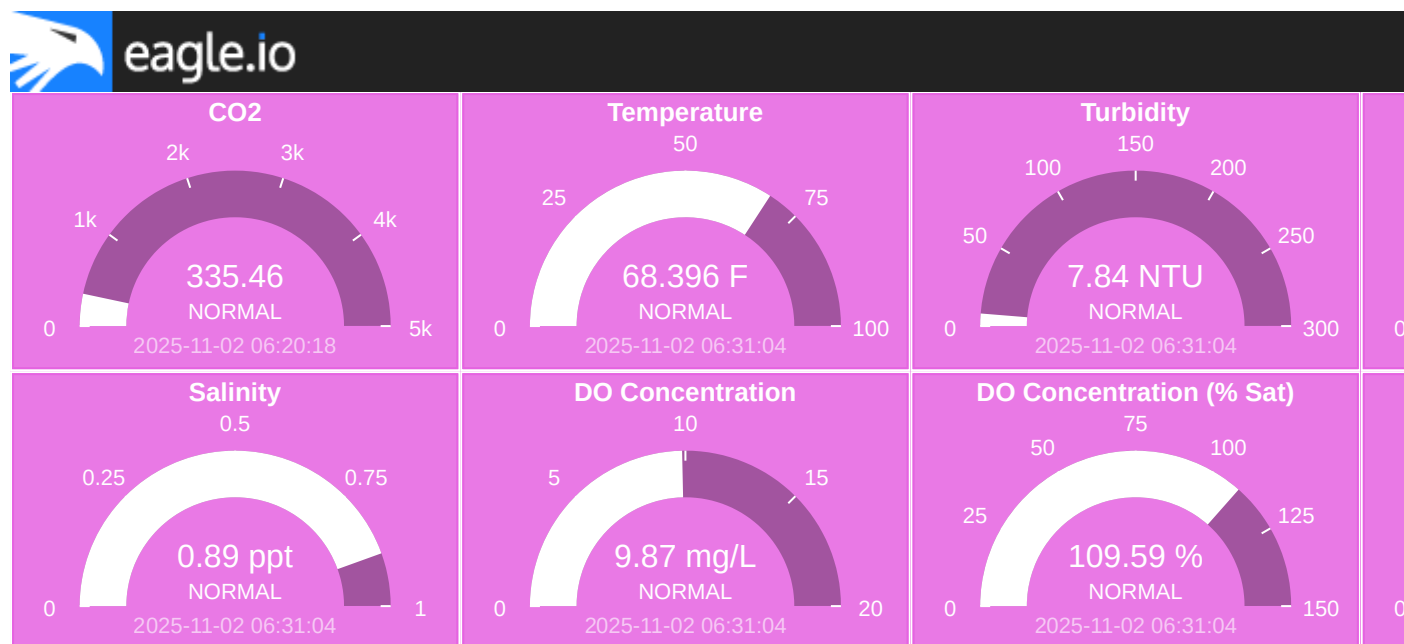 eagle.io
CO2
0
1k
2k
3k
4k
5k
335.46
NORMAL
2025-11-02 06:20:18
Temperature
0
25
50
75
100
68.396 F
NORMAL
2025-11-02 06:31:04
Turbidity
0
50
100
150
200
250
300
7.84 NTU
NORMAL
2025-11-02 06:31:04
0
Salinity
0
0.25
0.5
0.75
1
0.89 ppt
NORMAL
2025-11-02 06:31:04
DO Concentration
0
5
10
15
20
9.87 mg/L
NORMAL
2025-11-02 06:31:04
DO Concentration (% Sat)
0
25
50
75
100
125
150
109.59 %
NORMAL
2025-11-02 06:31:04
0